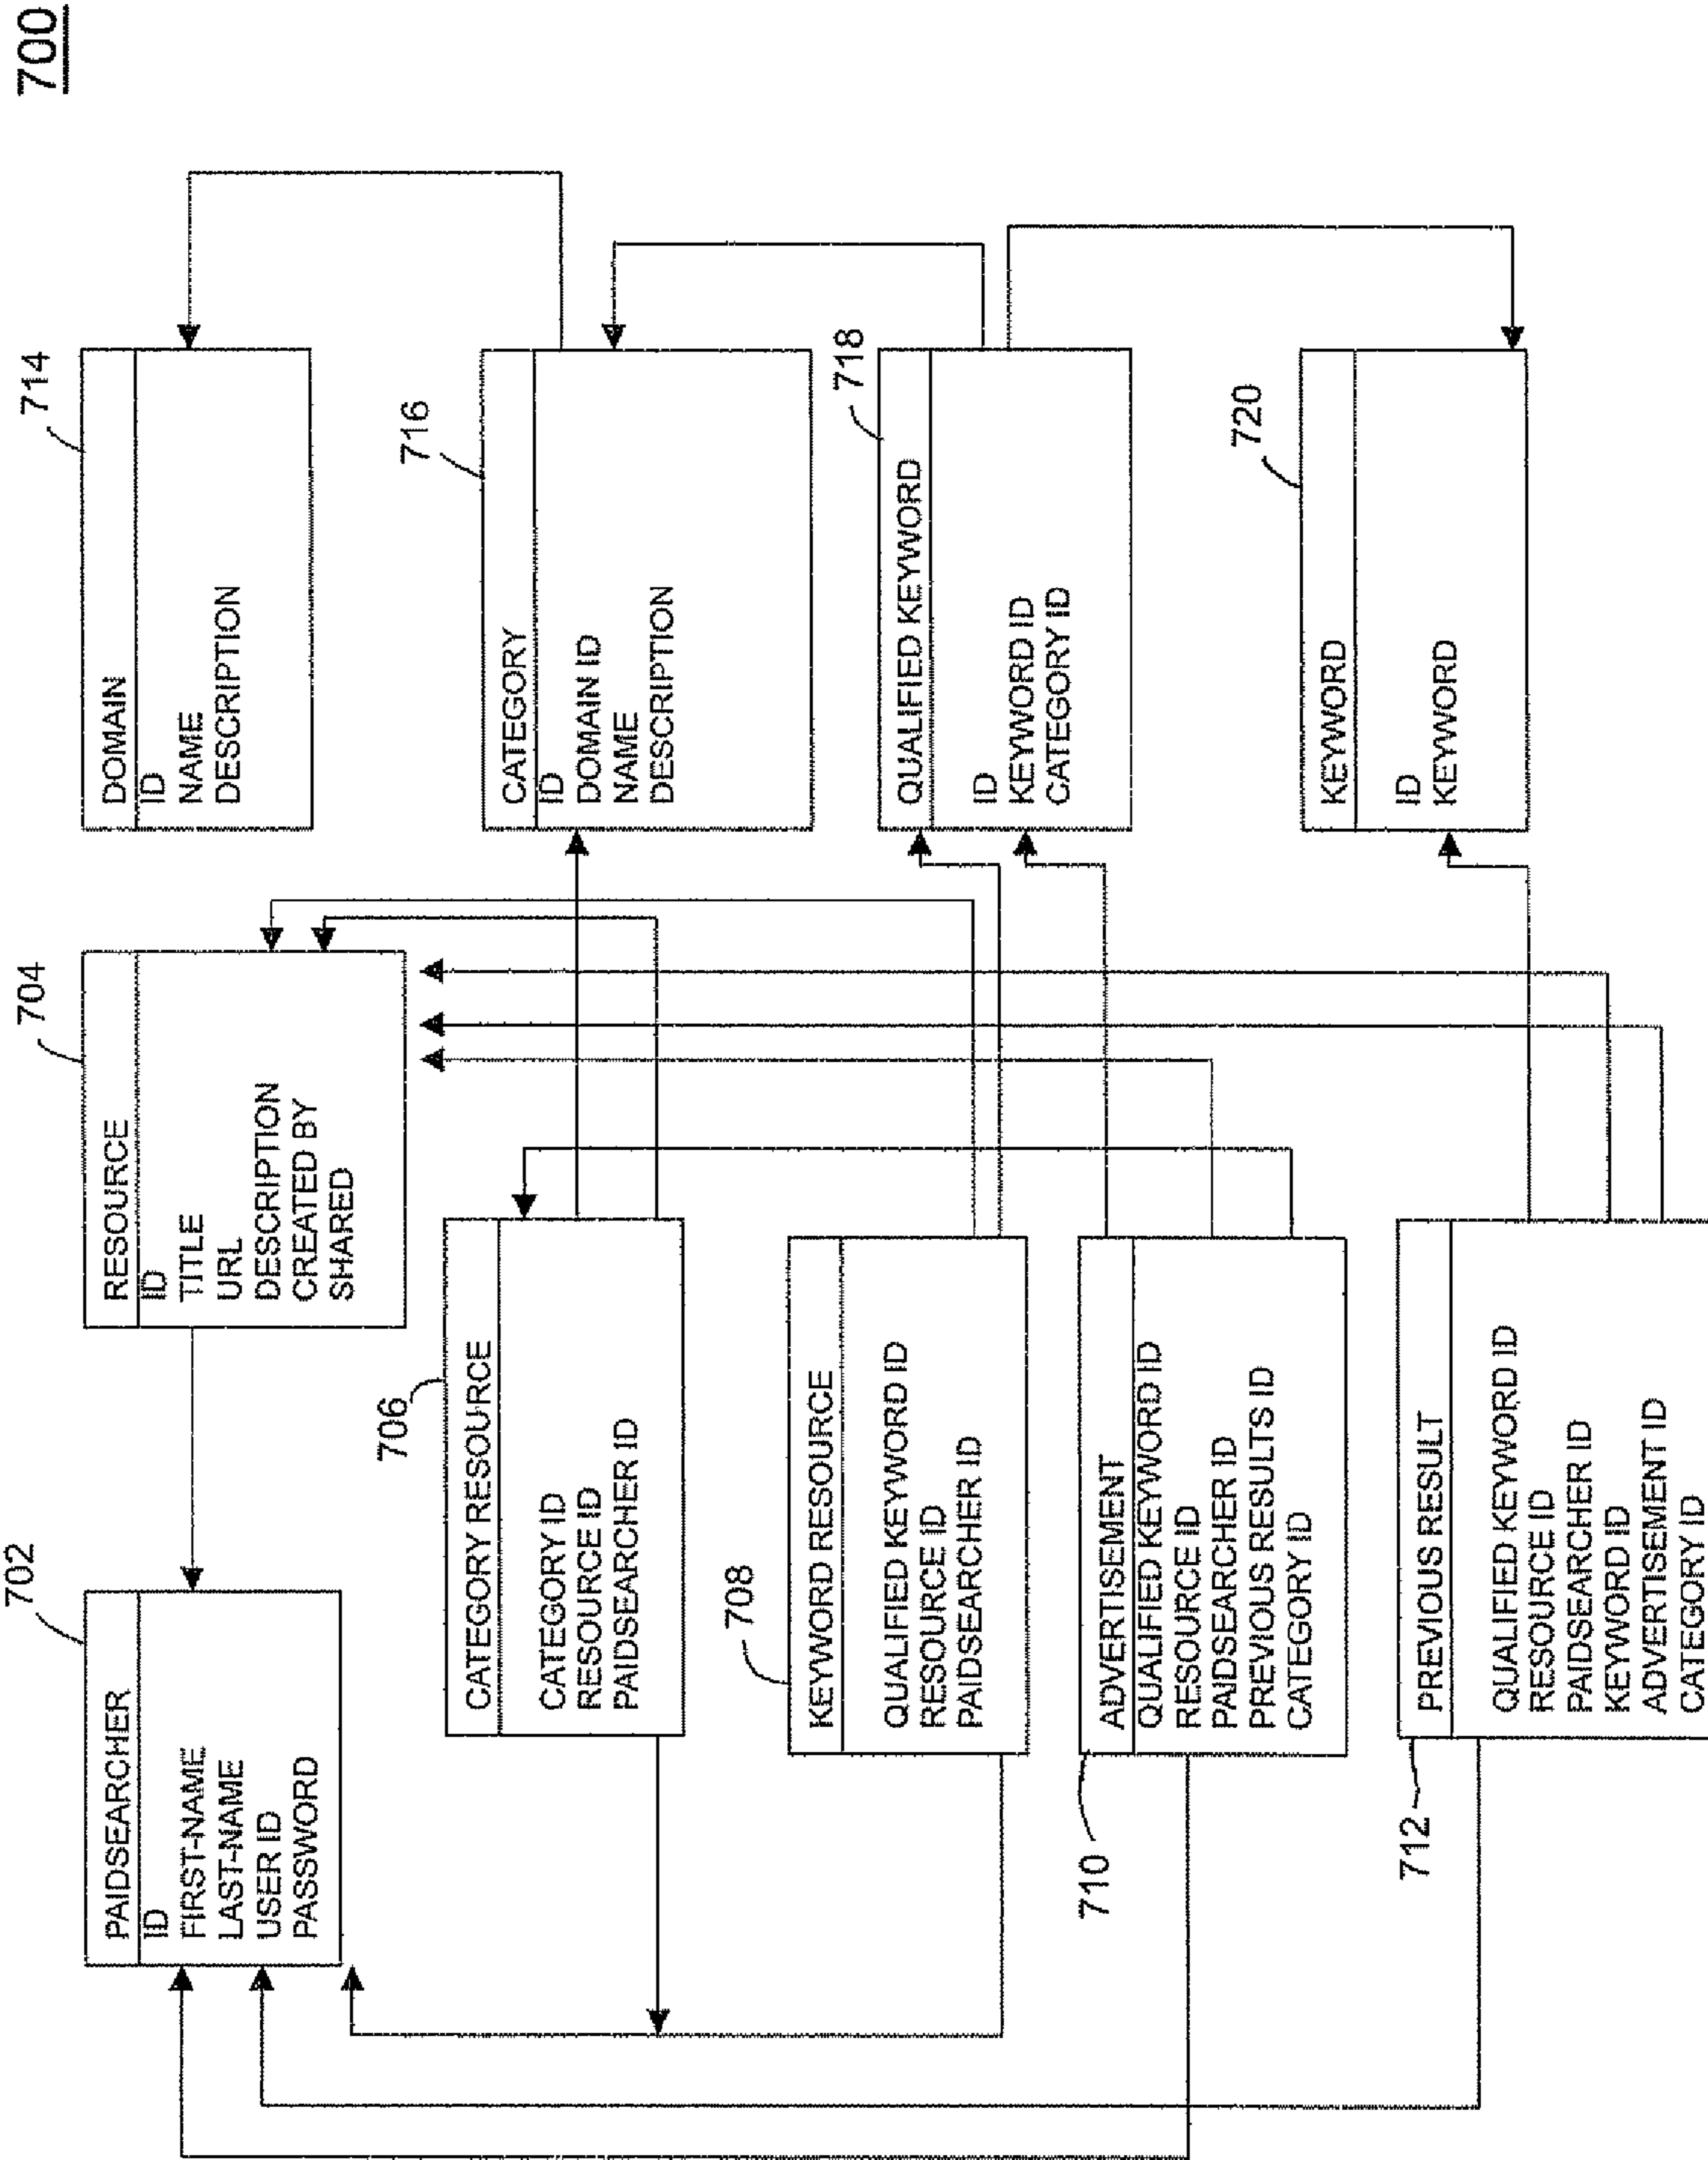 700
702
PAIDSEARCHER
ID
FIRST-NAME
LAST-NAME
USER ID
PASSWORD
704
RESOURCE
ID
TITLE
URL
DESCRIPTION
CREATED BY
SHARED
714
DOMAIN
ID
NAME
DESCRIPTION
706
CATEGORY RESOURCE
CATEGORY ID
RESOURCE ID
PAIDSEARCHER ID
716
CATEGORY
ID
DOMAIN ID
NAME
DESCRIPTION
708
KEYWORD RESOURCE
QUALIFIED KEYWORD ID
RESOURCE ID
PAIDSEARCHER ID
718
QUALIFIED KEYWORD
ID
KEYWORD ID
CATEGORY ID
710
ADVERTISEMENT
QUALIFIED KEYWORD ID
RESOURCE ID
PAIDSEARCHER ID
PREVIOUS RESULTS ID
CATEGORY ID
720
KEYWORD
ID
KEYWORD
712
PREVIOUS RESULT
QUALIFIED KEYWORD ID
RESOURCE ID
PAIDSEARCHER ID
KEYWORD ID
ADVERTISEMENT ID
CATEGORY ID